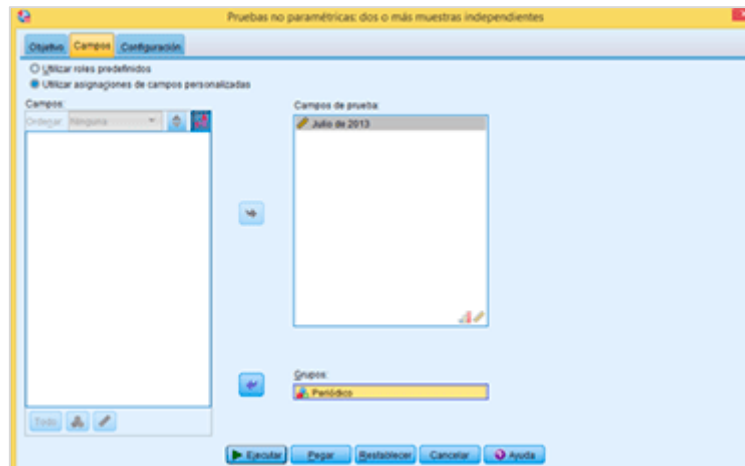 Pruebas no paramétricas: dos o más muestras independientes
Objetivo Campos Configuración
Utilizar roles predefinidos
Utilizar asignaciones de campos personalizadas
Campos:
Ordenar: Ninguna
Campos de prueba:
Julio de 2013
Grupos:
Periódico
Todo
Ejecutar Pegar Restablecer Cancelar Ayuda